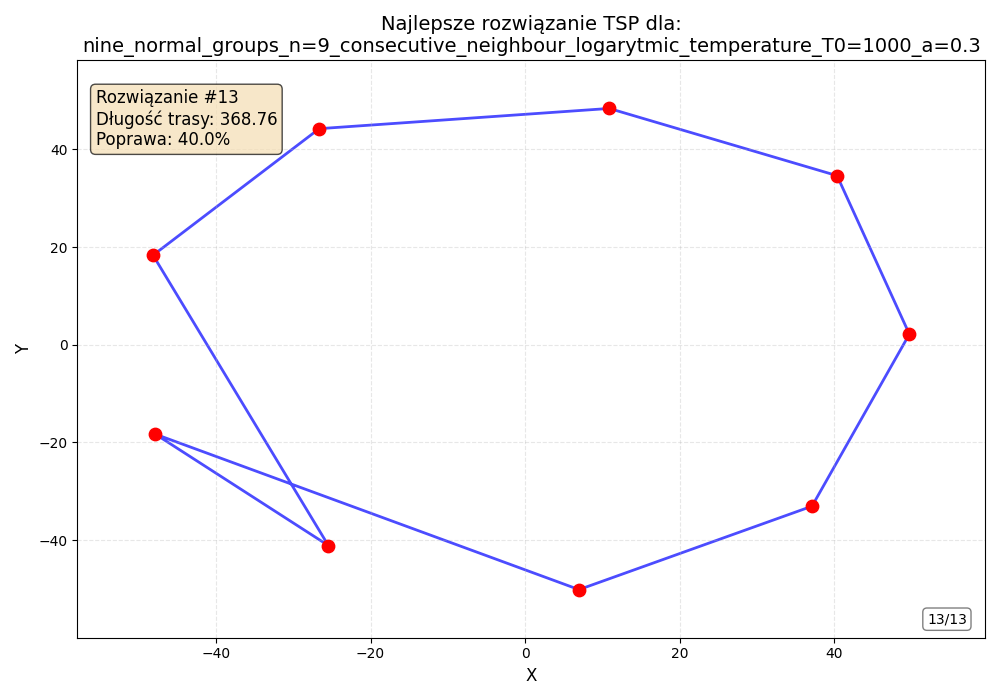 Najlepsze rozwiązanie TSP dla:
nine_normal_groups_n=9_consecutive_neighbour_logarytmic_temperature_T0=1000_a=0.3
Rozwiązanie #13
Długość trasy: 368.76
Poprawa: 40.0%
40
20
0
−20
−40
Y
13/13
−40
−20
0
20
40
X